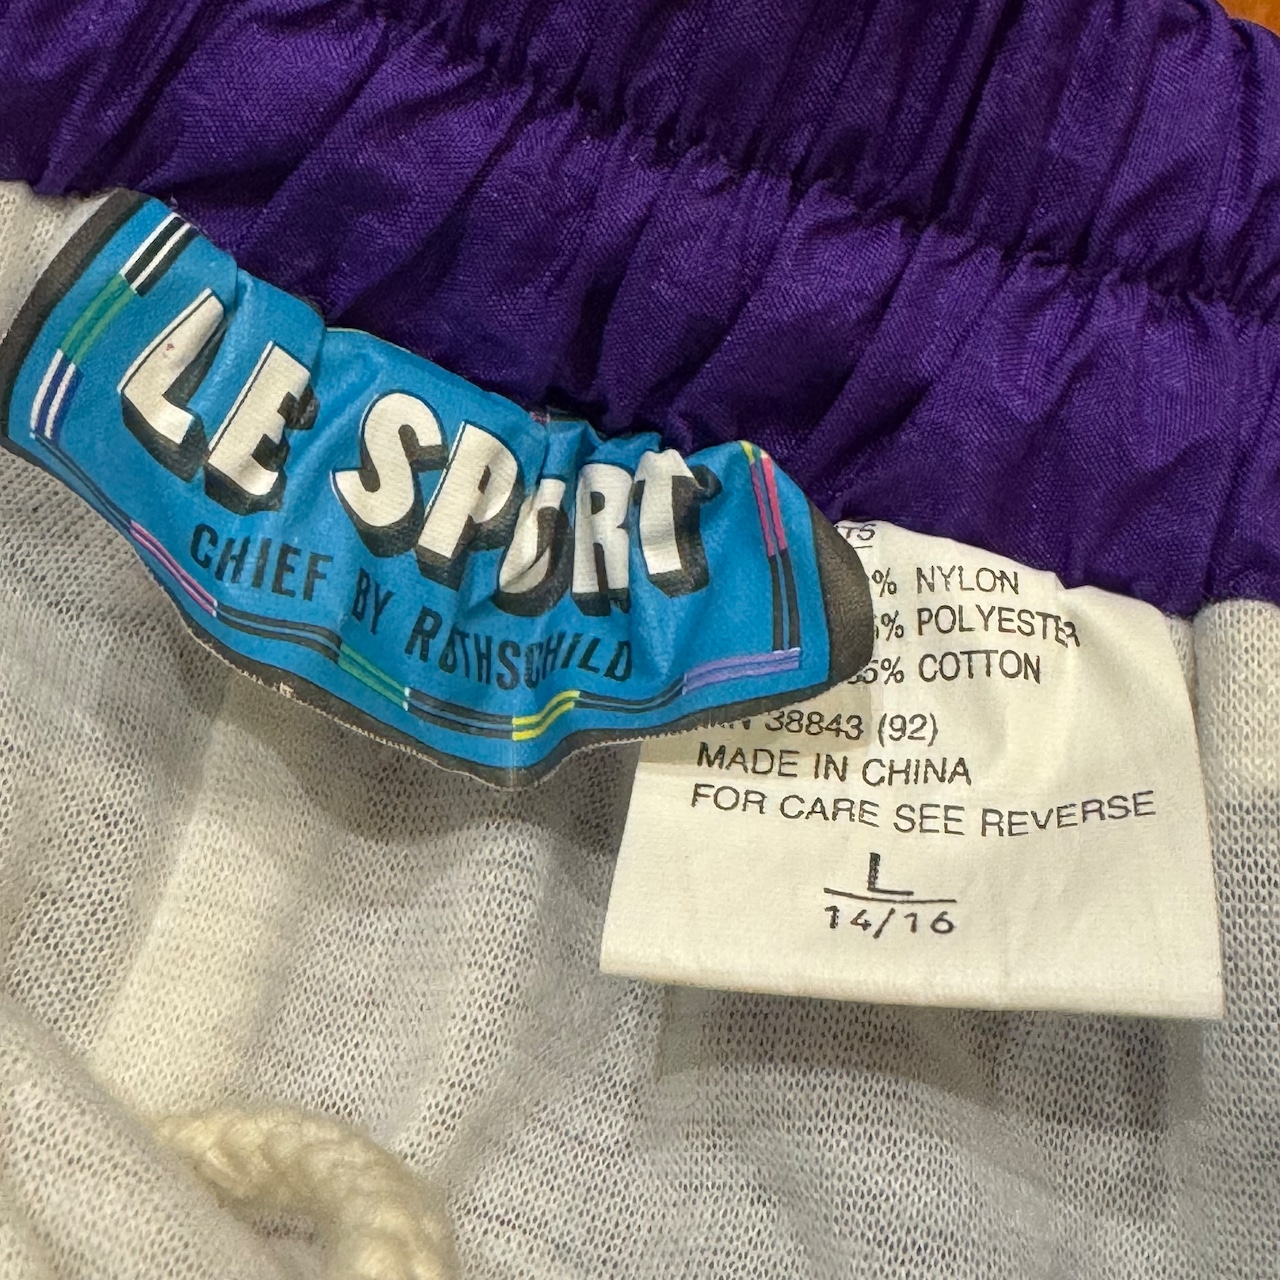 LE SPORT
CHIEF BY ROTHSCHILD
% NYLON
% POLYESTER
5% COTTON
38843 (92)
MADE IN CHINA
FOR CARE SEE REVERSE
L
14/16